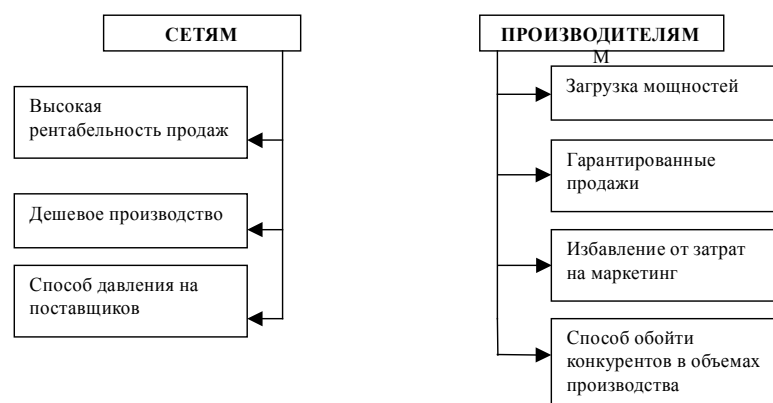 СЕТЯМ
Высокая
рентабельность продаж
Дешевое производство
Способ давления на
поставщиков
ПРОИЗВОДИТЕЛЯМ
М
Загрузка мощностей
Гарантированные
продажи
Избавление от затрат
на маркетинг
Способ обойти
конкурентов в объемах
производства